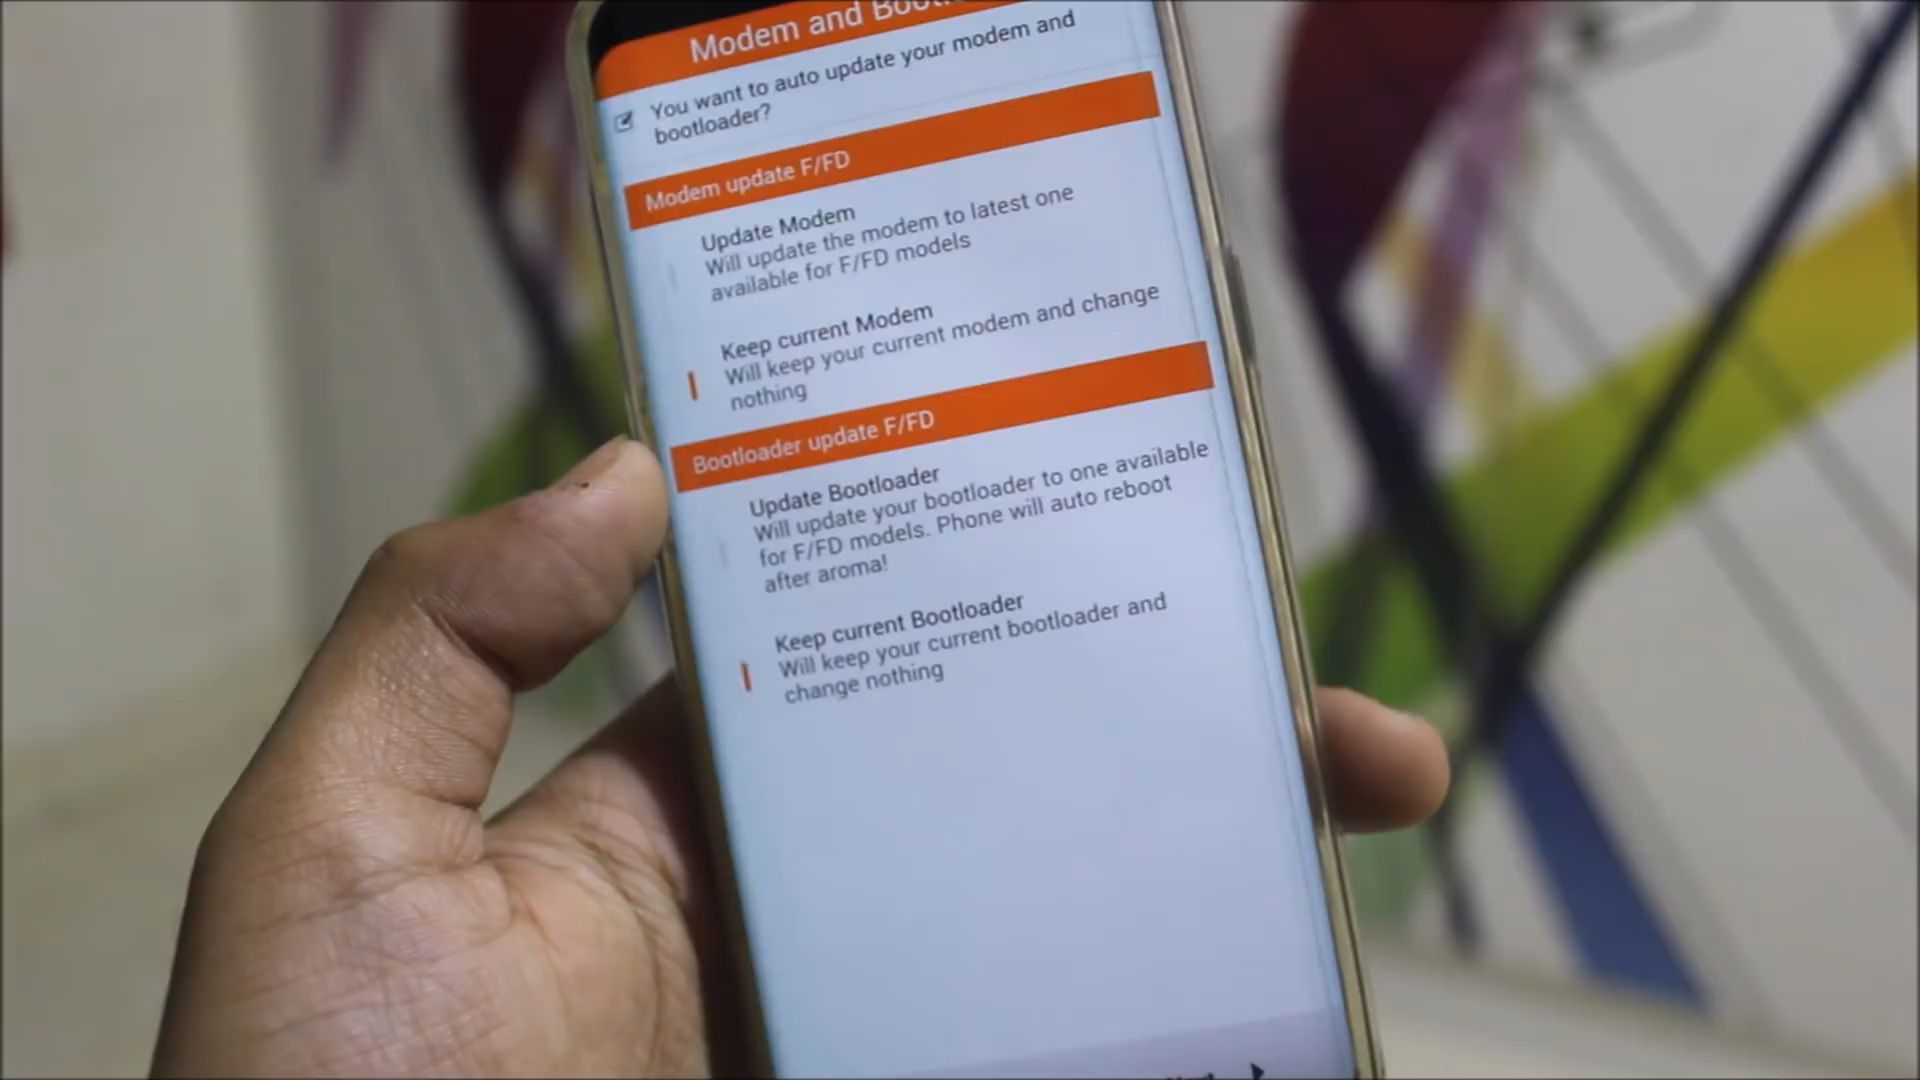 Modem and
You want to auto update your modem and
bootloader?
Modem update F/FD
Update Modem
Will update the modem to latest one
available for F/FD models
Keep current Modem
Will keep your current modem and change
nothing
Bootloader update F/FD
Update Bootloader
Will update your bootloader to one available
for F/FD models. Phone will auto reboot
after aroma!
Keep current Bootloader
Will keep your current bootloader and
change nothing